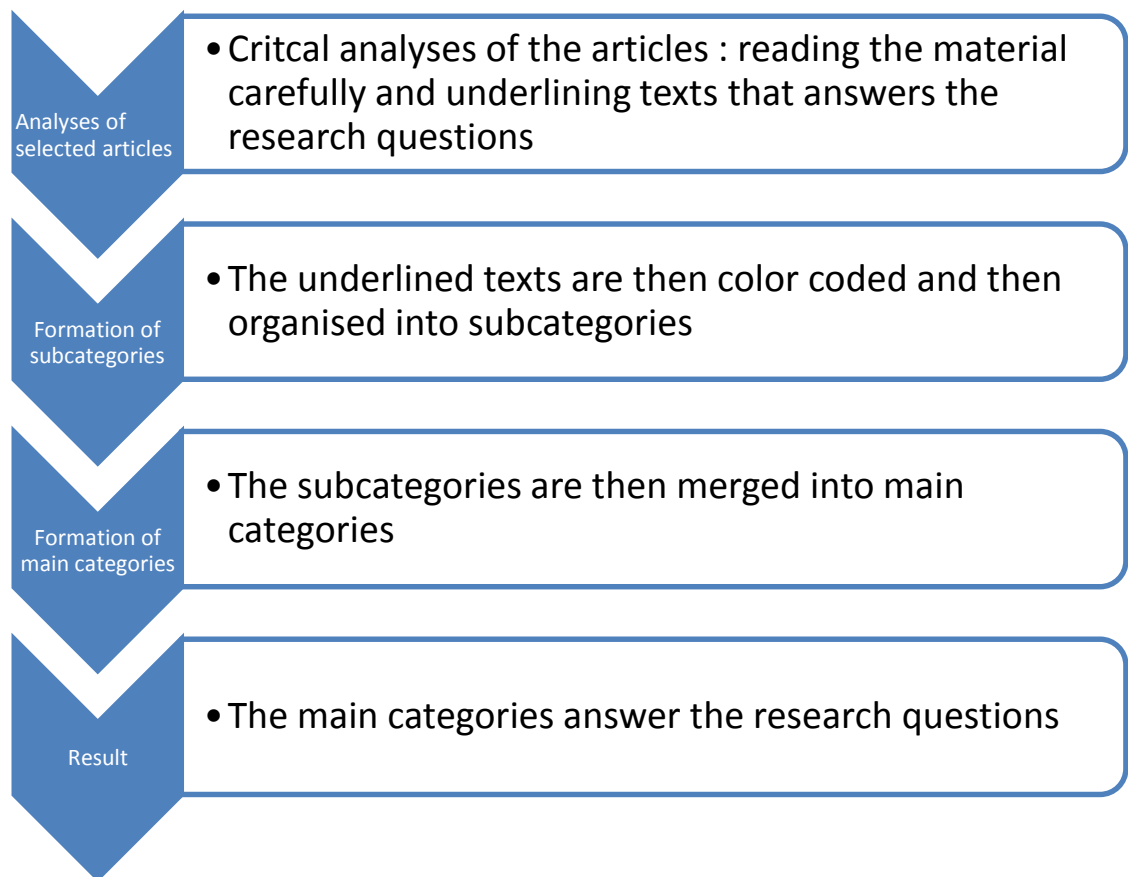 Analyses of
selected articles
• Critcal analyses of the articles : reading the material
carefully and underlining texts that answers the
research questions
Formation of
subcategories
• The underlined texts are then color coded and then
organised into subcategories
Formation of
main categories
• The subcategories are then merged into main
categories
Result
• The main categories answer the research questions